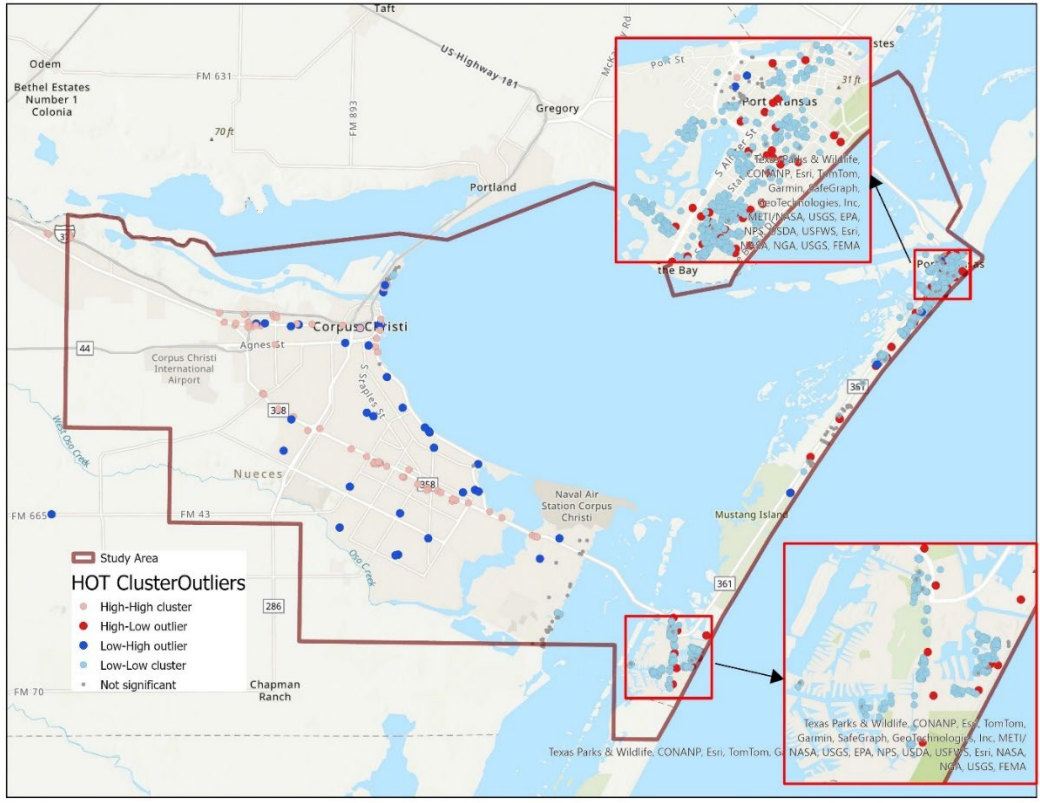 Taft
Odem
US Highway 181
FM 631
Bethel Estates
Number 1
Colonia
FM 893
70 ft
Gregory
Portland
Port St
31 ft
Port Aransas
Texas Parks & Wildlife,
CONANP, Esri, TomTom,
Garmin, SafeGraph,
GeoTechnologies, Inc,
METI/NASA, USGS, EPA,
NPS, USDA, USFWS, Esri,
NASA, NGA, USGS, FEMA
the Bay
37
Corpus Christi
Agnes St
44
Corpus Christi
International
Airport
S Staples St
361
358
West Oso Creek
Nueces
358
Naval Air
Station Corpus
Christi
Mustang Island
FM 665
FM 43
Oso Creek
361
286
Study Area
HOT ClusterOutliers
High-High cluster
High-Low outlier
Low-High outlier
Low-Low cluster
Not significant
FM 70
Chapman
Ranch
Texas Parks & Wildlife, CONANP, Esri, TomTom,
Garmin, SafeGraph, GeoTechnologies, Inc, METI/
NASA, USGS, EPA, NPS, USDA, USFWS, Esri, NASA,
NGA, USGS, FEMA
Texas Parks & Wildlife, CONANP, Esri, TomTom,